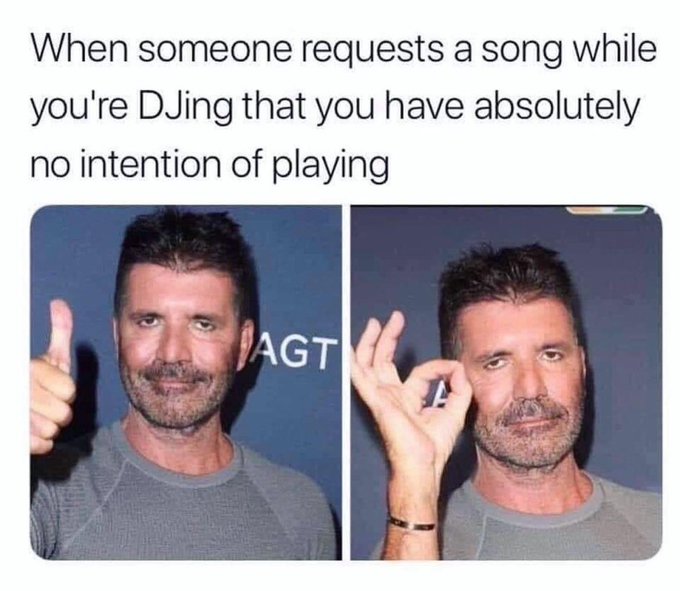 When someone requests a song while
you're DJing that you have absolutely
no intention of playing
AGT
A